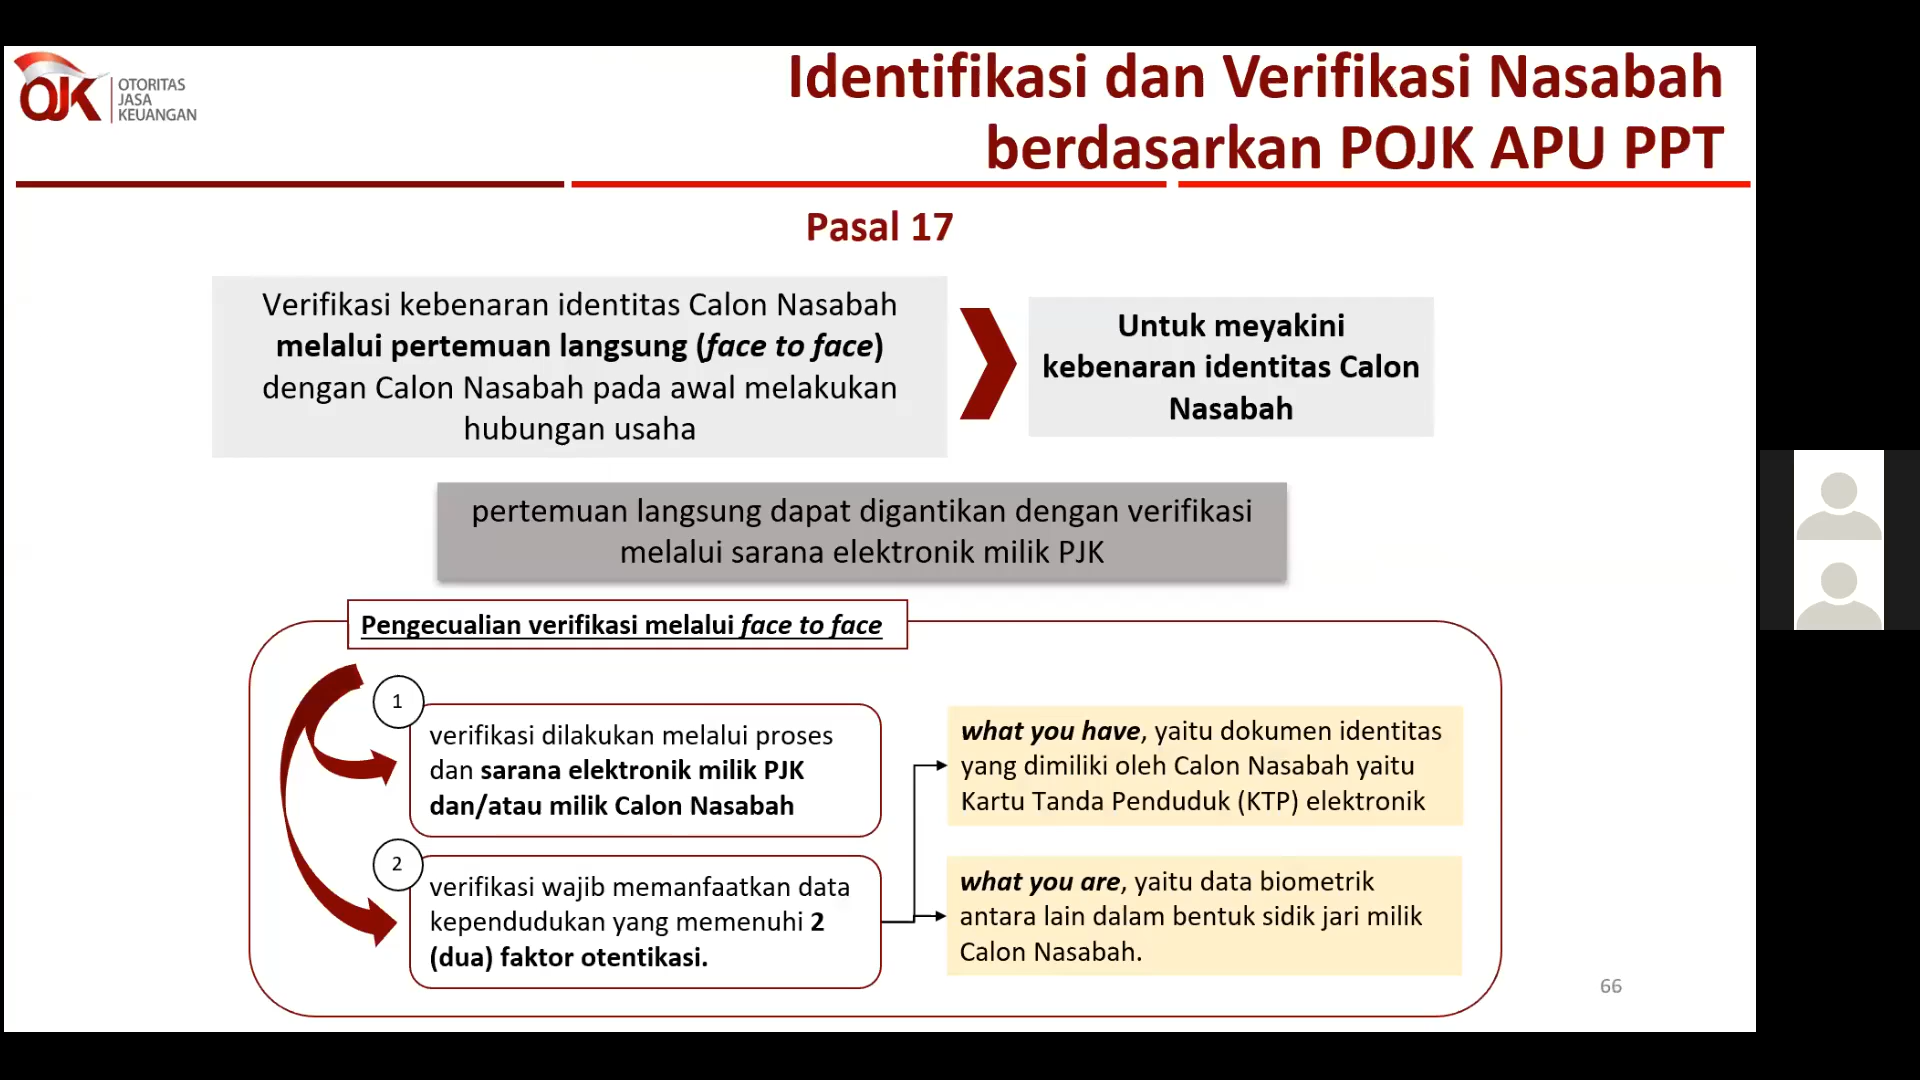 OJK
OTORITAS
JASA
KEUANGAN
Identifikasi dan Verifikasi Nasabah
berdasarkan POJK APU PPT
Pasal 17
Verifikasi kebenaran identitas Calon Nasabah
melalui pertemuan langsung (face to face)
dengan Calon Nasabah pada awal melakukan
hubungan usaha
Untuk meyakini
kebenaran identitas Calon
Nasabah
pertemuan langsung dapat digantikan dengan verifikasi
melalui sarana elektronik milik PJK
Pengecualian verifikasi melalui face to face
1
verifikasi dilakukan melalui proses
dan sarana elektronik milik PJK
dan/atau milik Calon Nasabah
2
verifikasi wajib memanfaatkan data
kependudukan yang memenuhi 2
(dua) faktor otentikasi.
what you have, yaitu dokumen identitas
yang dimiliki oleh Calon Nasabah yaitu
Kartu Tanda Penduduk (KTP) elektronik
what you are, yaitu data biometrik
antara lain dalam bentuk sidik jari milik
Calon Nasabah.
66